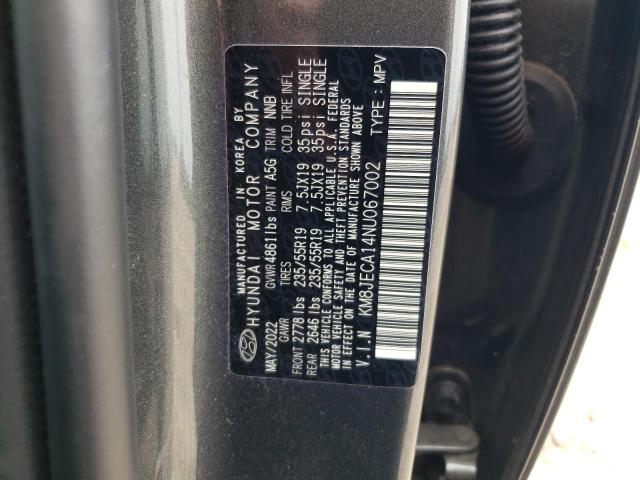 MANUFACTURED IN KOREA BY
HYUNDAI MOTOR COMPANY
MAY/2022 GVWR 4861lbs PAINT A5G TRIM NNB
GAWR TIRES RIMS COLD TIRE INFL
FRONT 2778 lbs 235/55R19 7.5JX19 35psi SINGLE
REAR 2646 lbs 235/55R19 7.5JX19 35psi SINGLE
THIS VEHICLE CONFORMS TO ALL APPLICABLE U.S.A. FEDERAL
MOTOR VEHICLE SAFETY AND THEFT PREVENTION STANDARDS
IN EFFECT ON THE DATE OF MANUFACTURE SHOWN ABOVE
V.I.N KM8JECA14NU067002 TYPE : MPV